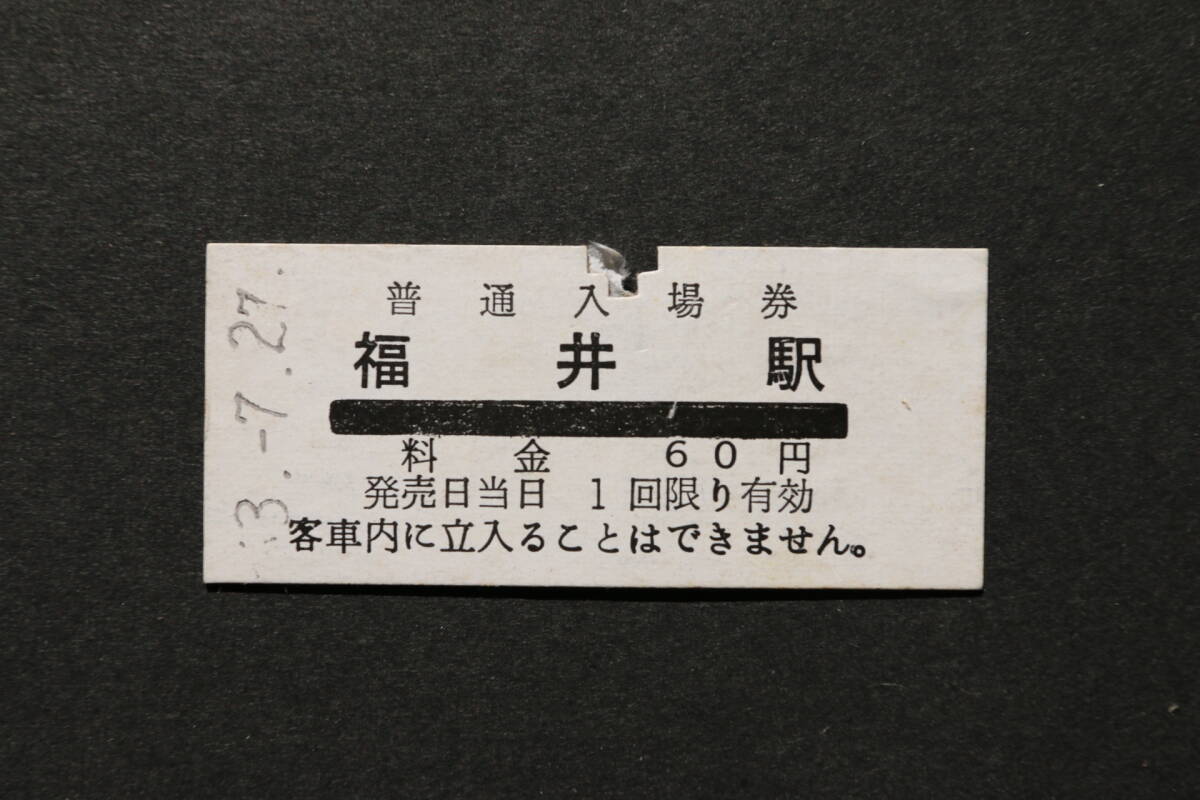 普通入場券
福井駅
料金 60円
発売日当日 1 回限り有効
客車内に立入ることはできません。
3.-7.27.